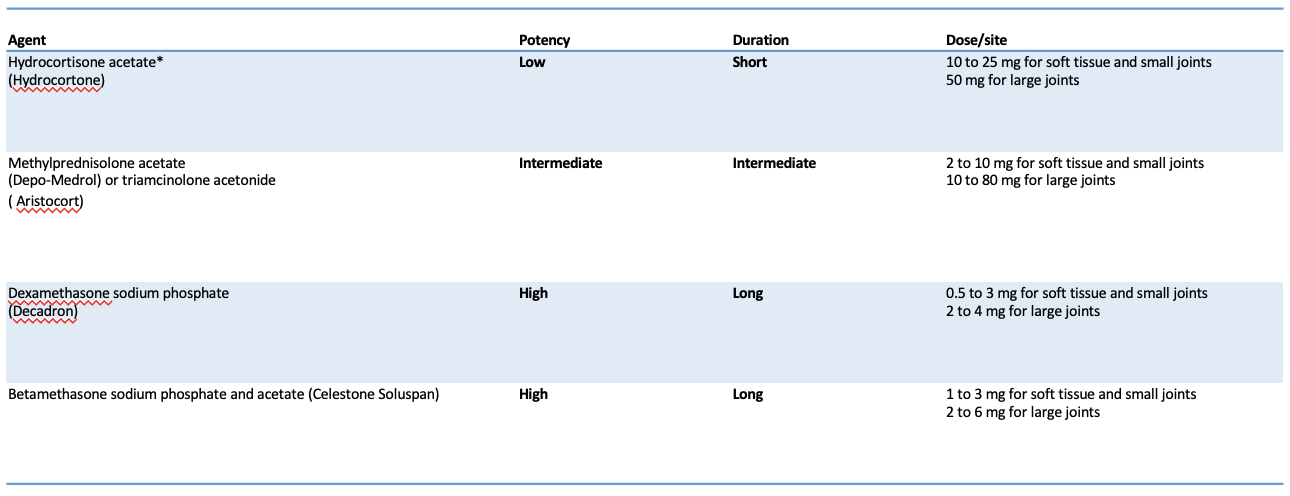 Agent Potency Duration Dose/site
Hydrocortisone acetate* Low Short 10 to 25 mg for soft tissue and small joints
(Hydrocortone) 50 mg for large joints
Methylprednisolone acetate Intermediate Intermediate 2 to 10 mg for soft tissue and small joints
(Depo-Medrol) or triamcinolone acetonide 10 to 80 mg for large joints
( Aristocort)
Dexamethasone sodium phosphate High Long 0.5 to 3 mg for soft tissue and small joints
(Decadron) 2 to 4 mg for large joints
Betamethasone sodium phosphate and acetate (Celestone Soluspan) High Long 1 to 3 mg for soft tissue and small joints
2 to 6 mg for large joints